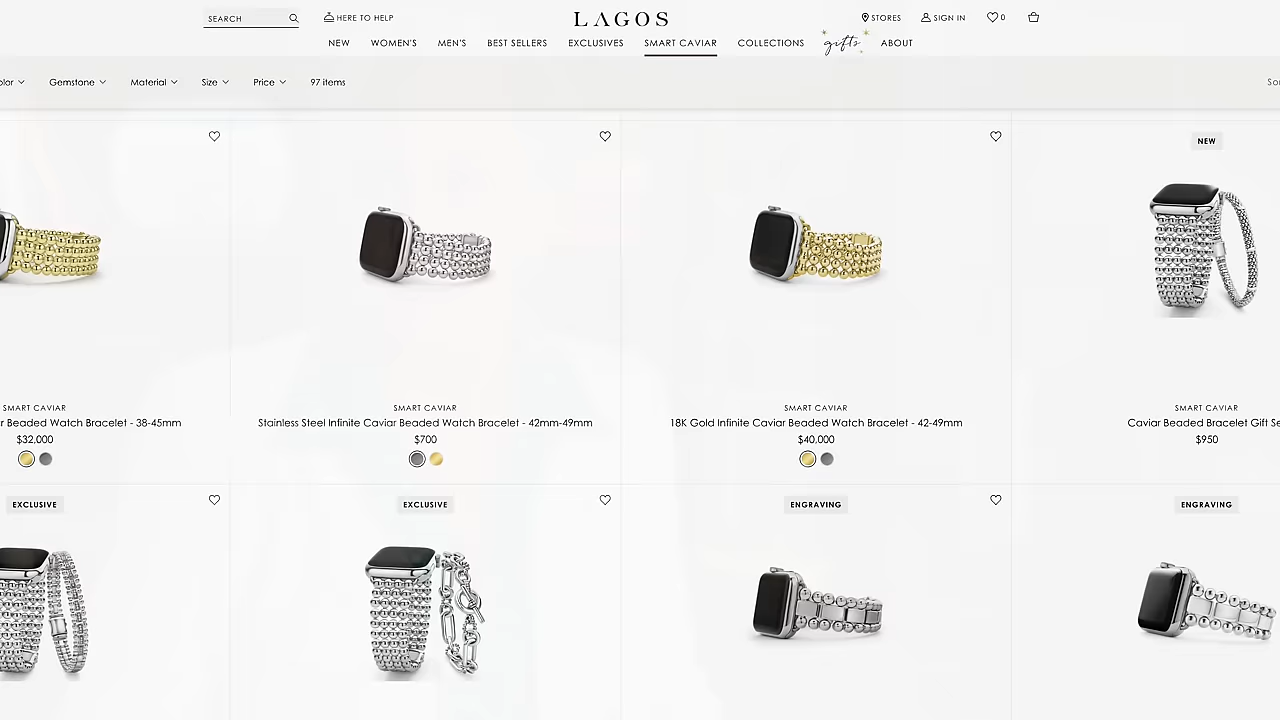 SEARCH
HERE TO HELP
LAGOS
STORES
SIGN IN
0
NEW
WOMEN'S
MEN'S
BEST SELLERS
EXCLUSIVES
SMART CAVIAR
COLLECTIONS
gifts
ABOUT
Gemstone
Material
Size
Price
97 items
NEW
SMART CAVIAR
SMART CAVIAR
SMART CAVIAR
SMART CAVIAR
Beaded Watch Bracelet - 38-45mm
Stainless Steel Infinite Caviar Beaded Watch Bracelet - 42mm-49mm
18K Gold Infinite Caviar Beaded Watch Bracelet - 42-49mm
Caviar Beaded Bracelet Gift
$32,000
$700
$40,000
$950
EXCLUSIVE
EXCLUSIVE
ENGRAVING
ENGRAVING